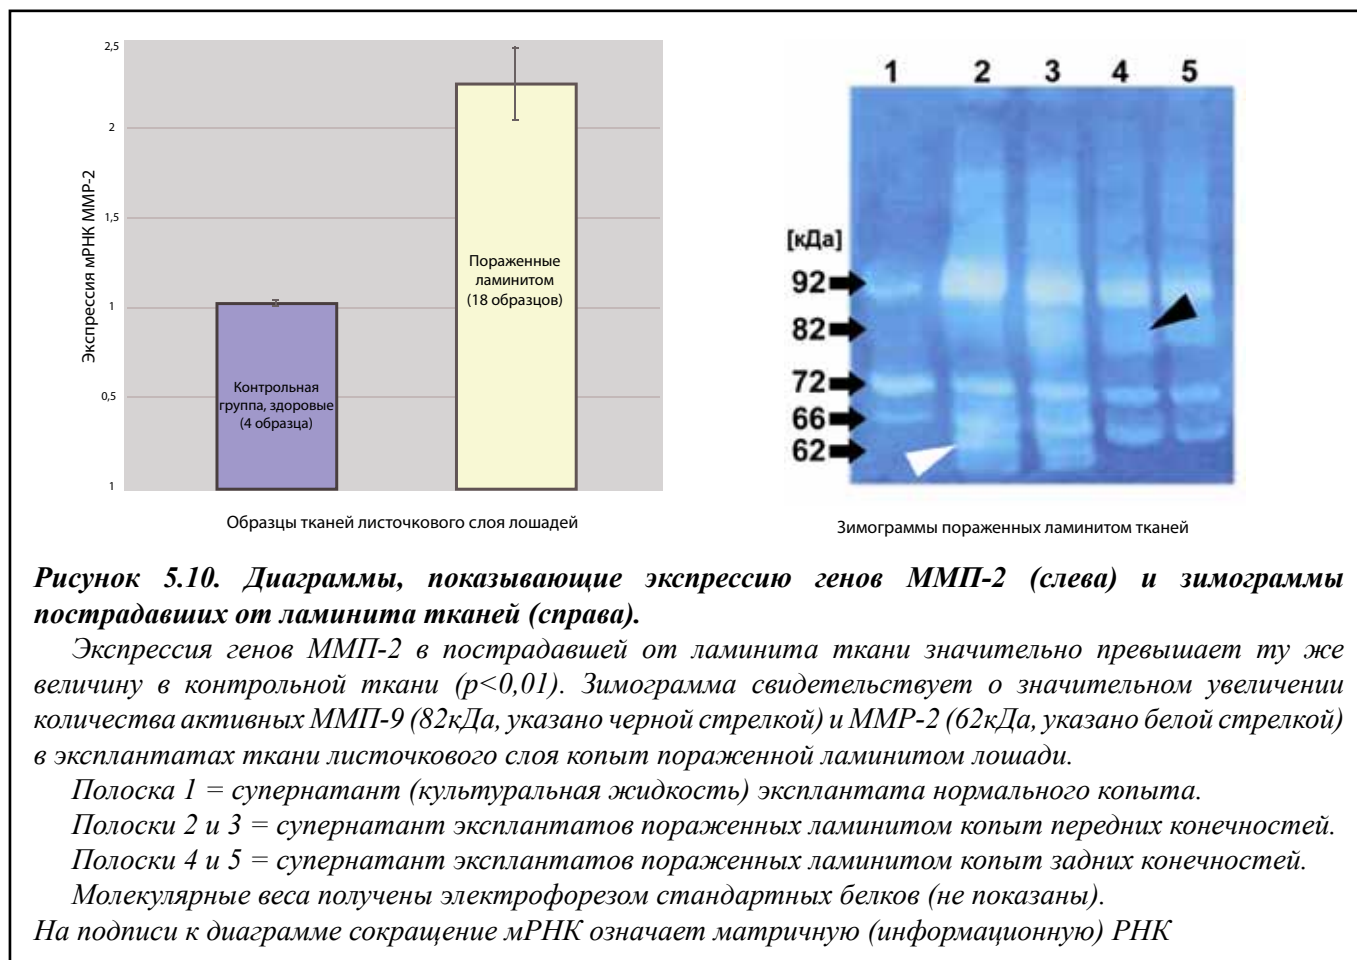 2,5
2
1,5
1
0,5
1
Экспрессия мРНК ММР-2
Контрольная
группа, здоровые
(4 образца)
Пораженные
ламинитом
(18 образцов)
Образцы тканей листочкового слоя лошадей
1 2 3 4 5
[кДа]
92
82
72
66
62
Зимограммы пораженных ламинитом тканей
Рисунок 5.10. Диаграммы, показывающие экспрессию генов ММП-2 (слева) и зимограммы
пострадавших от ламинита тканей (справа).
Экспрессия генов ММП-2 в пострадавшей от ламинита ткани значительно превышает ту же
величину в контрольной ткани (p<0,01). Зимограмма свидетельствует о значительном увеличении
количества активных ММП-9 (82кДа, указано черной стрелкой) и ММР-2 (62кДа, указано белой стрелкой)
в эксплантатах ткани листочкового слоя копыт пораженной ламинитом лошади.
Полоска 1 = супернатант (культуральная жидкость) эксплантата нормального копыта.
Полоски 2 и 3 = супернатант эксплантатов пораженных ламинитом копыт передних конечностей.
Полоски 4 и 5 = супернатант эксплантатов пораженных ламинитом копыт задних конечностей.
Молекулярные веса получены электрофорезом стандартных белков (не показаны).
На подписи к диаграмме сокращение мРНК означает матричную (информационную) РНК